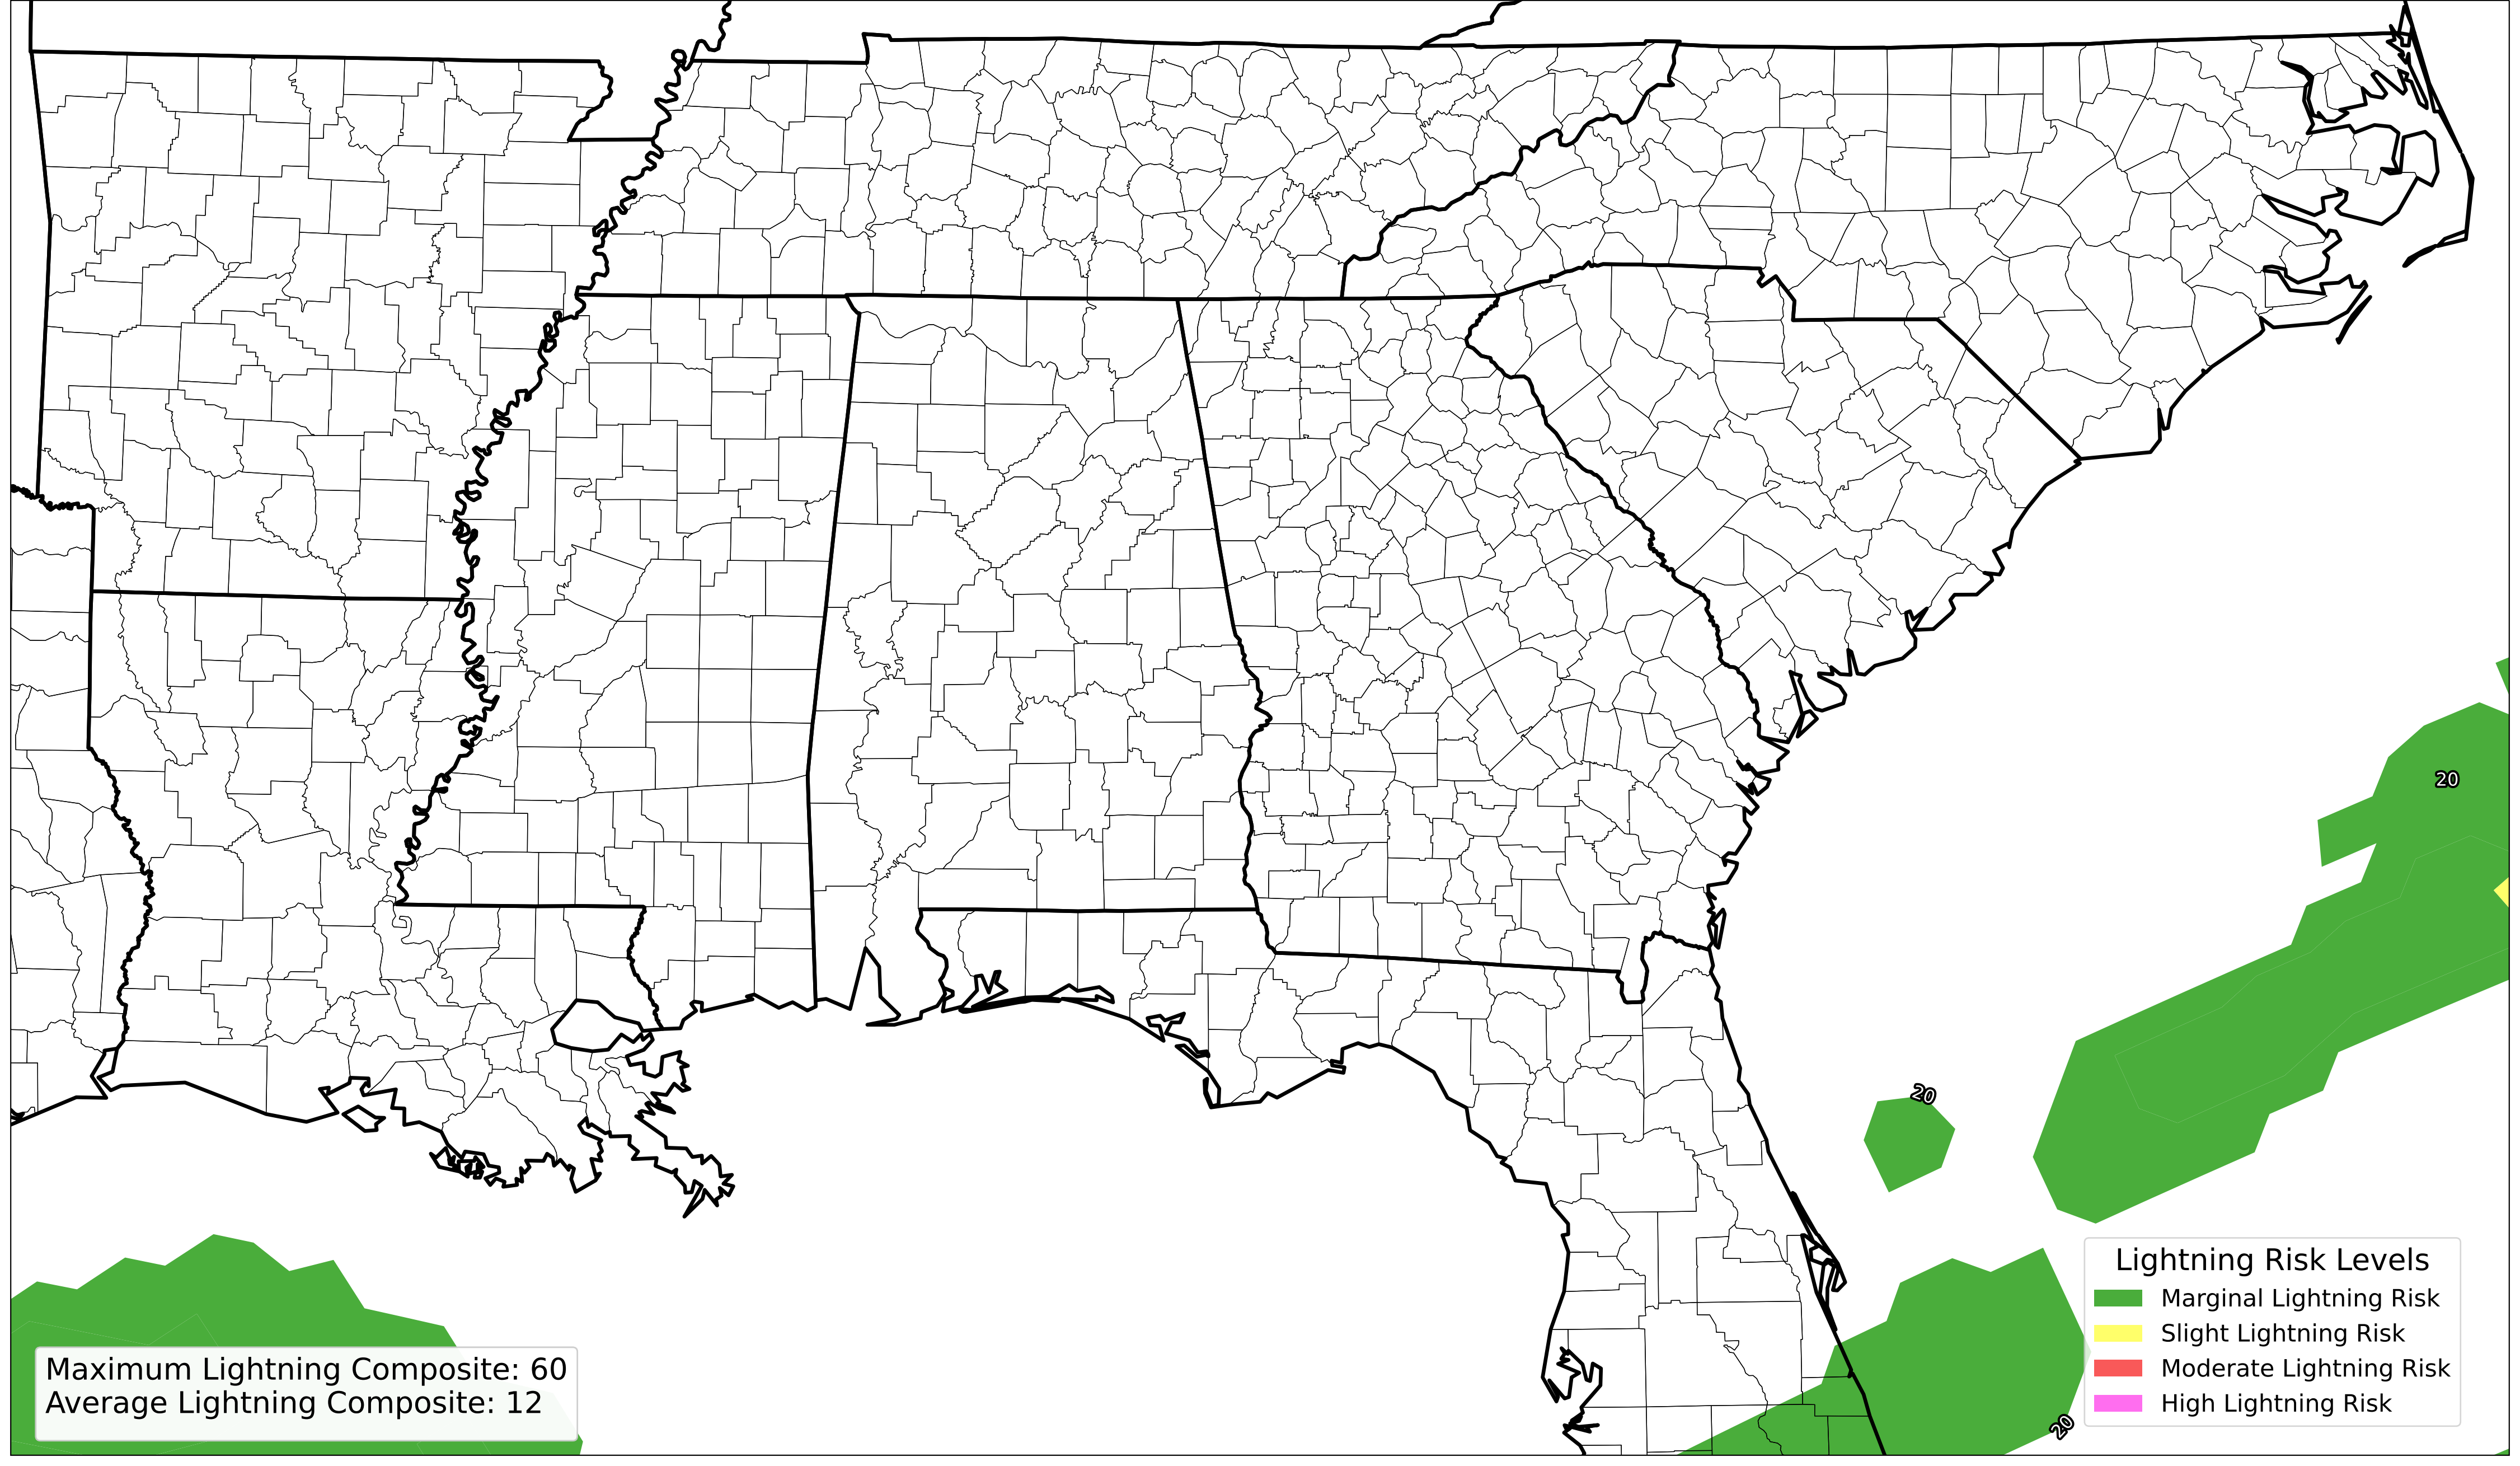 20
20
Lightning Risk Levels
Marginal Lightning Risk
Slight Lightning Risk
Moderate Lightning Risk
High Lightning Risk
Maximum Lightning Composite: 60
Average Lightning Composite: 12
20